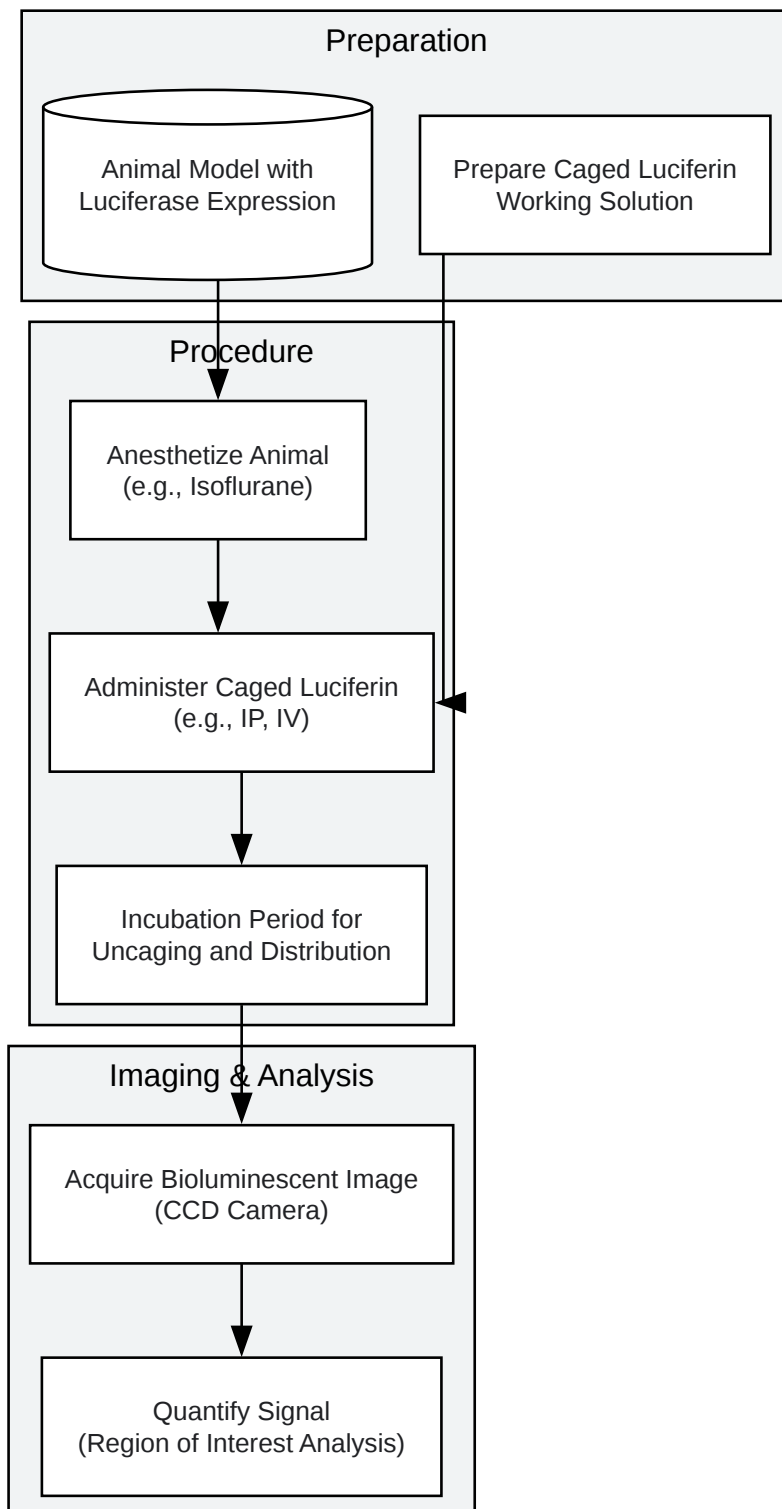 Preparation
Animal Model with
Luciferase Expression
Prepare Caged Luciferin
Working Solution
Procedure
Anesthetize Animal
(e.g., Isoflurane)
Administer Caged Luciferin
(e.g., IP, IV)
Incubation Period for
Uncaging and Distribution
Imaging & Analysis
Acquire Bioluminescent Image
(CCD Camera)
Quantify Signal
(Region of Interest Analysis)